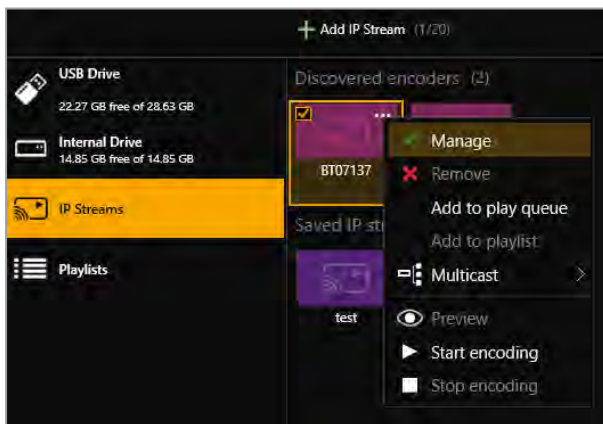 Add IP Stream (1/20)
USB Drive
22.27 GB free of 28.63 GB
Internal Drive
14.85 GB free of 14.85 GB
IP Streams
Playlists
Discovered encoders (2)
BT07137
Saved IP st
test
Manage
Remove
Add to play queue
Add to playlist
Multicast
Preview
Start encoding
Stop encoding